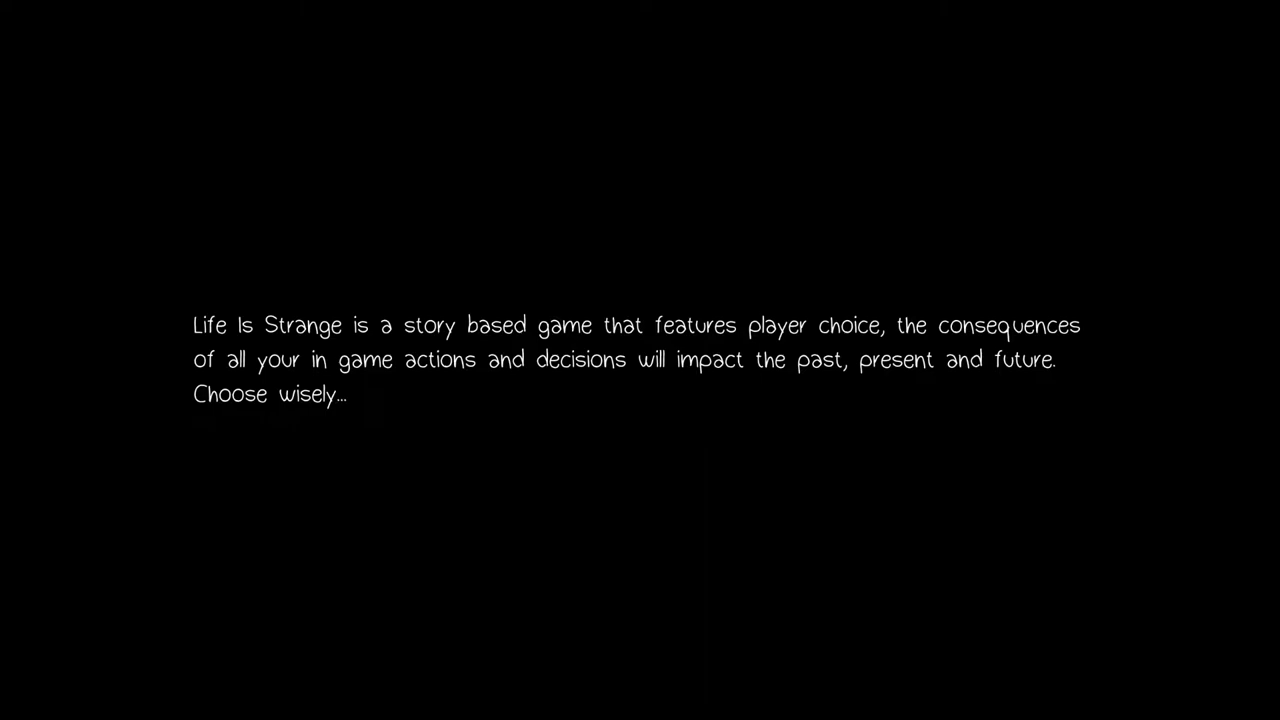 Life Is Strange is a story based game that features player choice, the consequences
of all your in game actions and decisions will impact the past, present and future.
Choose wisely...